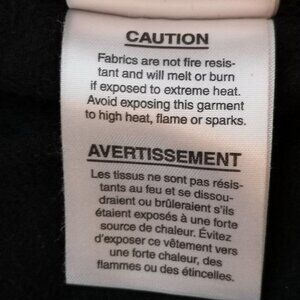 CAUTION
Fabrics are not fire resis-
tant and will melt or burn
if exposed to extreme heat.
Avoid exposing this garment
to high heat, flame or sparks.
AVERTISSEMENT
Les tissus ne sont pas résis-
tants au feu et se dissou-
draient ou brûleraient s'ils
étaient exposés à une forte
source de chaleur. Évitez
d'exposer ce vêtement vers
une forte chaleur, des
flammes ou des étincelles.